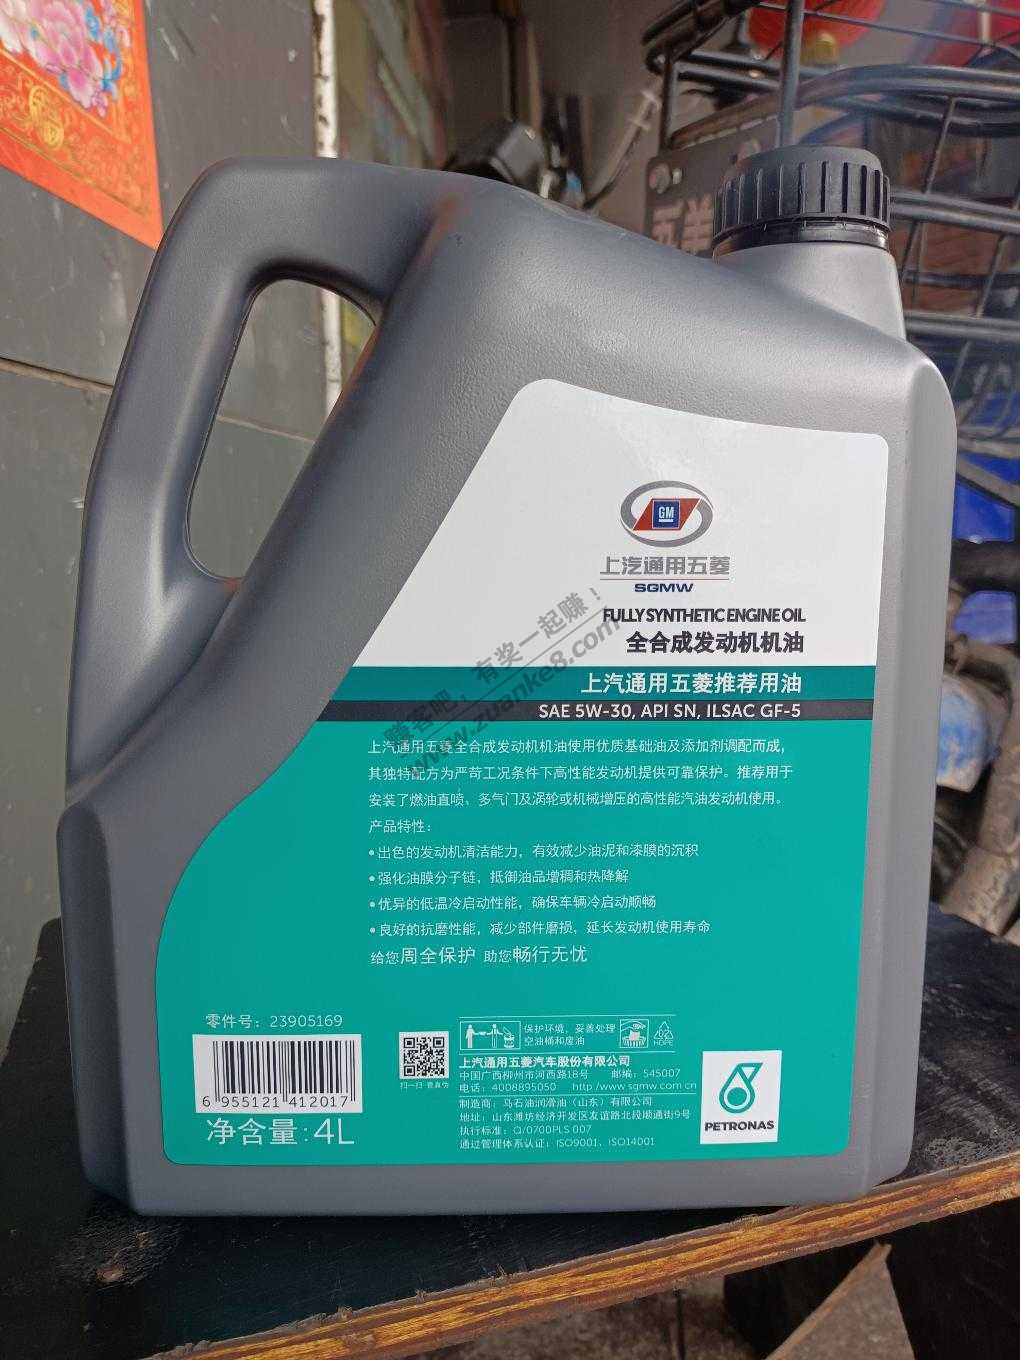 GM
上汽通用五菱
SGMW
FULLY SYNTHETIC ENGINE OIL
全合成发动机机油
上汽通用五菱推荐用油
SAE 5W-30, API SN, ILSAC GF-5
上汽通用五菱全合成发动机机油使用优质基础油及添加剂调配而成，
其独特配方为严苛工况条件下高性能发动机提供可靠保护。推荐用于
安装了燃油直喷、多气门及涡轮或机械增压的高性能汽油发动机使用。
产品特性：
•出色的发动机清洁能力，有效减少油泥和漆膜的沉积
•强化油膜分子链，抵御油品增稠和热降解
•优异的低温冷启动性能，确保车辆冷启动顺畅
•良好的抗磨性能，减少部件磨损，延长发动机使用寿命
给您周全保护 助您畅行无忧
零件号：23905169
6 955121 412017
净含量：4L
扫一扫·查真伪
保护环境，妥善处理
空油桶和废油
02
HDPE
上汽通用五菱汽车股份有限公司
中国广西柳州市河西路18号 邮编：545007
电话：4008895050 http:/www.sgmw.com.cn
制造商：马石油润滑油（山东）有限公司
地址：山东潍坊经济开发区友谊路北段顺通街9号
执行标准：Q/0700PLS 007
通过管理体系认证：ISO9001、ISO14001
PETRONAS
赚客吧，有奖一起赚！
www.zuanke8.com